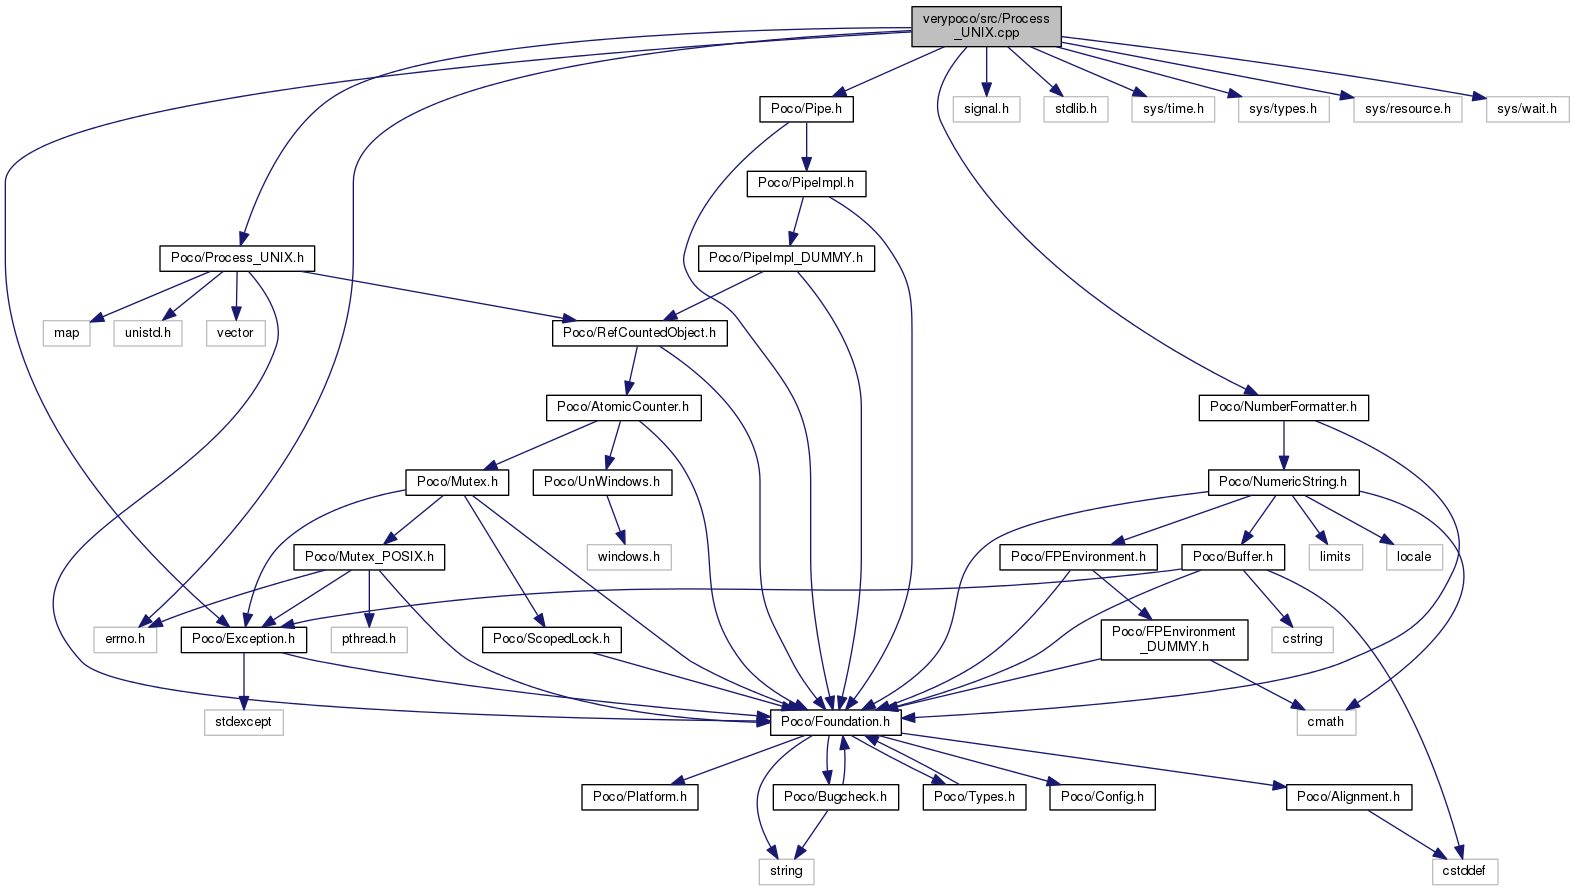 verypoco/src/Process
_UNIX.cpp
Poco/Pipe.h
signal.h
stdlib.h
sys/time.h
sys/types.h
sys/resource.h
sys/wait.h
Poco/PipeImpl.h
Poco/Process_UNIX.h
Poco/PipeImpl_DUMMY.h
map
unistd.h
vector
Poco/RefCountedObject.h
Poco/AtomicCounter.h
Poco/NumberFormatter.h
Poco/Mutex.h
Poco/UnWindows.h
Poco/NumericString.h
Poco/Mutex_POSIX.h
windows.h
Poco/FPEnvironment.h
Poco/Buffer.h
limits
locale
errno.h
Poco/Exception.h
pthread.h
Poco/ScopedLock.h
Poco/FPEnvironment
_DUMMY.h
cstring
stdexcept
Poco/Foundation.h
cmath
Poco/Platform.h
Poco/Bugcheck.h
Poco/Types.h
Poco/Config.h
Poco/Alignment.h
string
cstddef